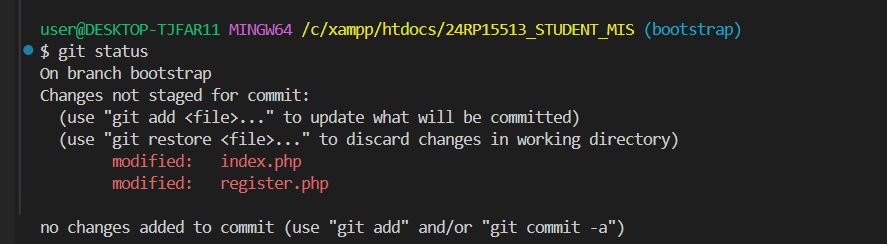 user@DESKTOP-TJFAR11 MINGW64 /c/xampp/htdocs/24RP15513_STUDENT_MIS (bootstrap)
$ git status
On branch bootstrap
Changes not staged for commit:
  (use "git add <file>..." to update what will be committed)
  (use "git restore <file>..." to discard changes in working directory)
        modified:   index.php
        modified:   register.php

no changes added to commit (use "git add" and/or "git commit -a")